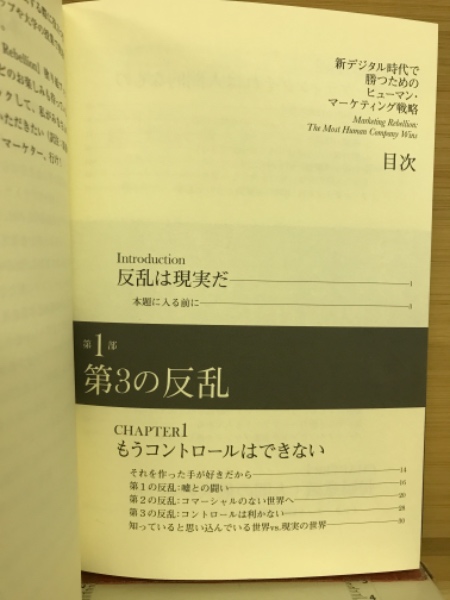 新デジタル時代で
勝つための
ヒューマン・
マーケティング戦略
Marketing Rebellion:
The Most Human Company Wins
目次
Introduction
反乱は現実だ 1
本題に入る前に
第1部
第3の反乱
CHAPTER1
もうコントロールはできない
それを作った手が好きだから 14
第1の反乱:嘘との闘い 16
第2の反乱:コマーシャルのない世界へ 20
第3の反乱:コントロールは利かない 28
知っていると思い込んでいる世界vs.現実の世界 30